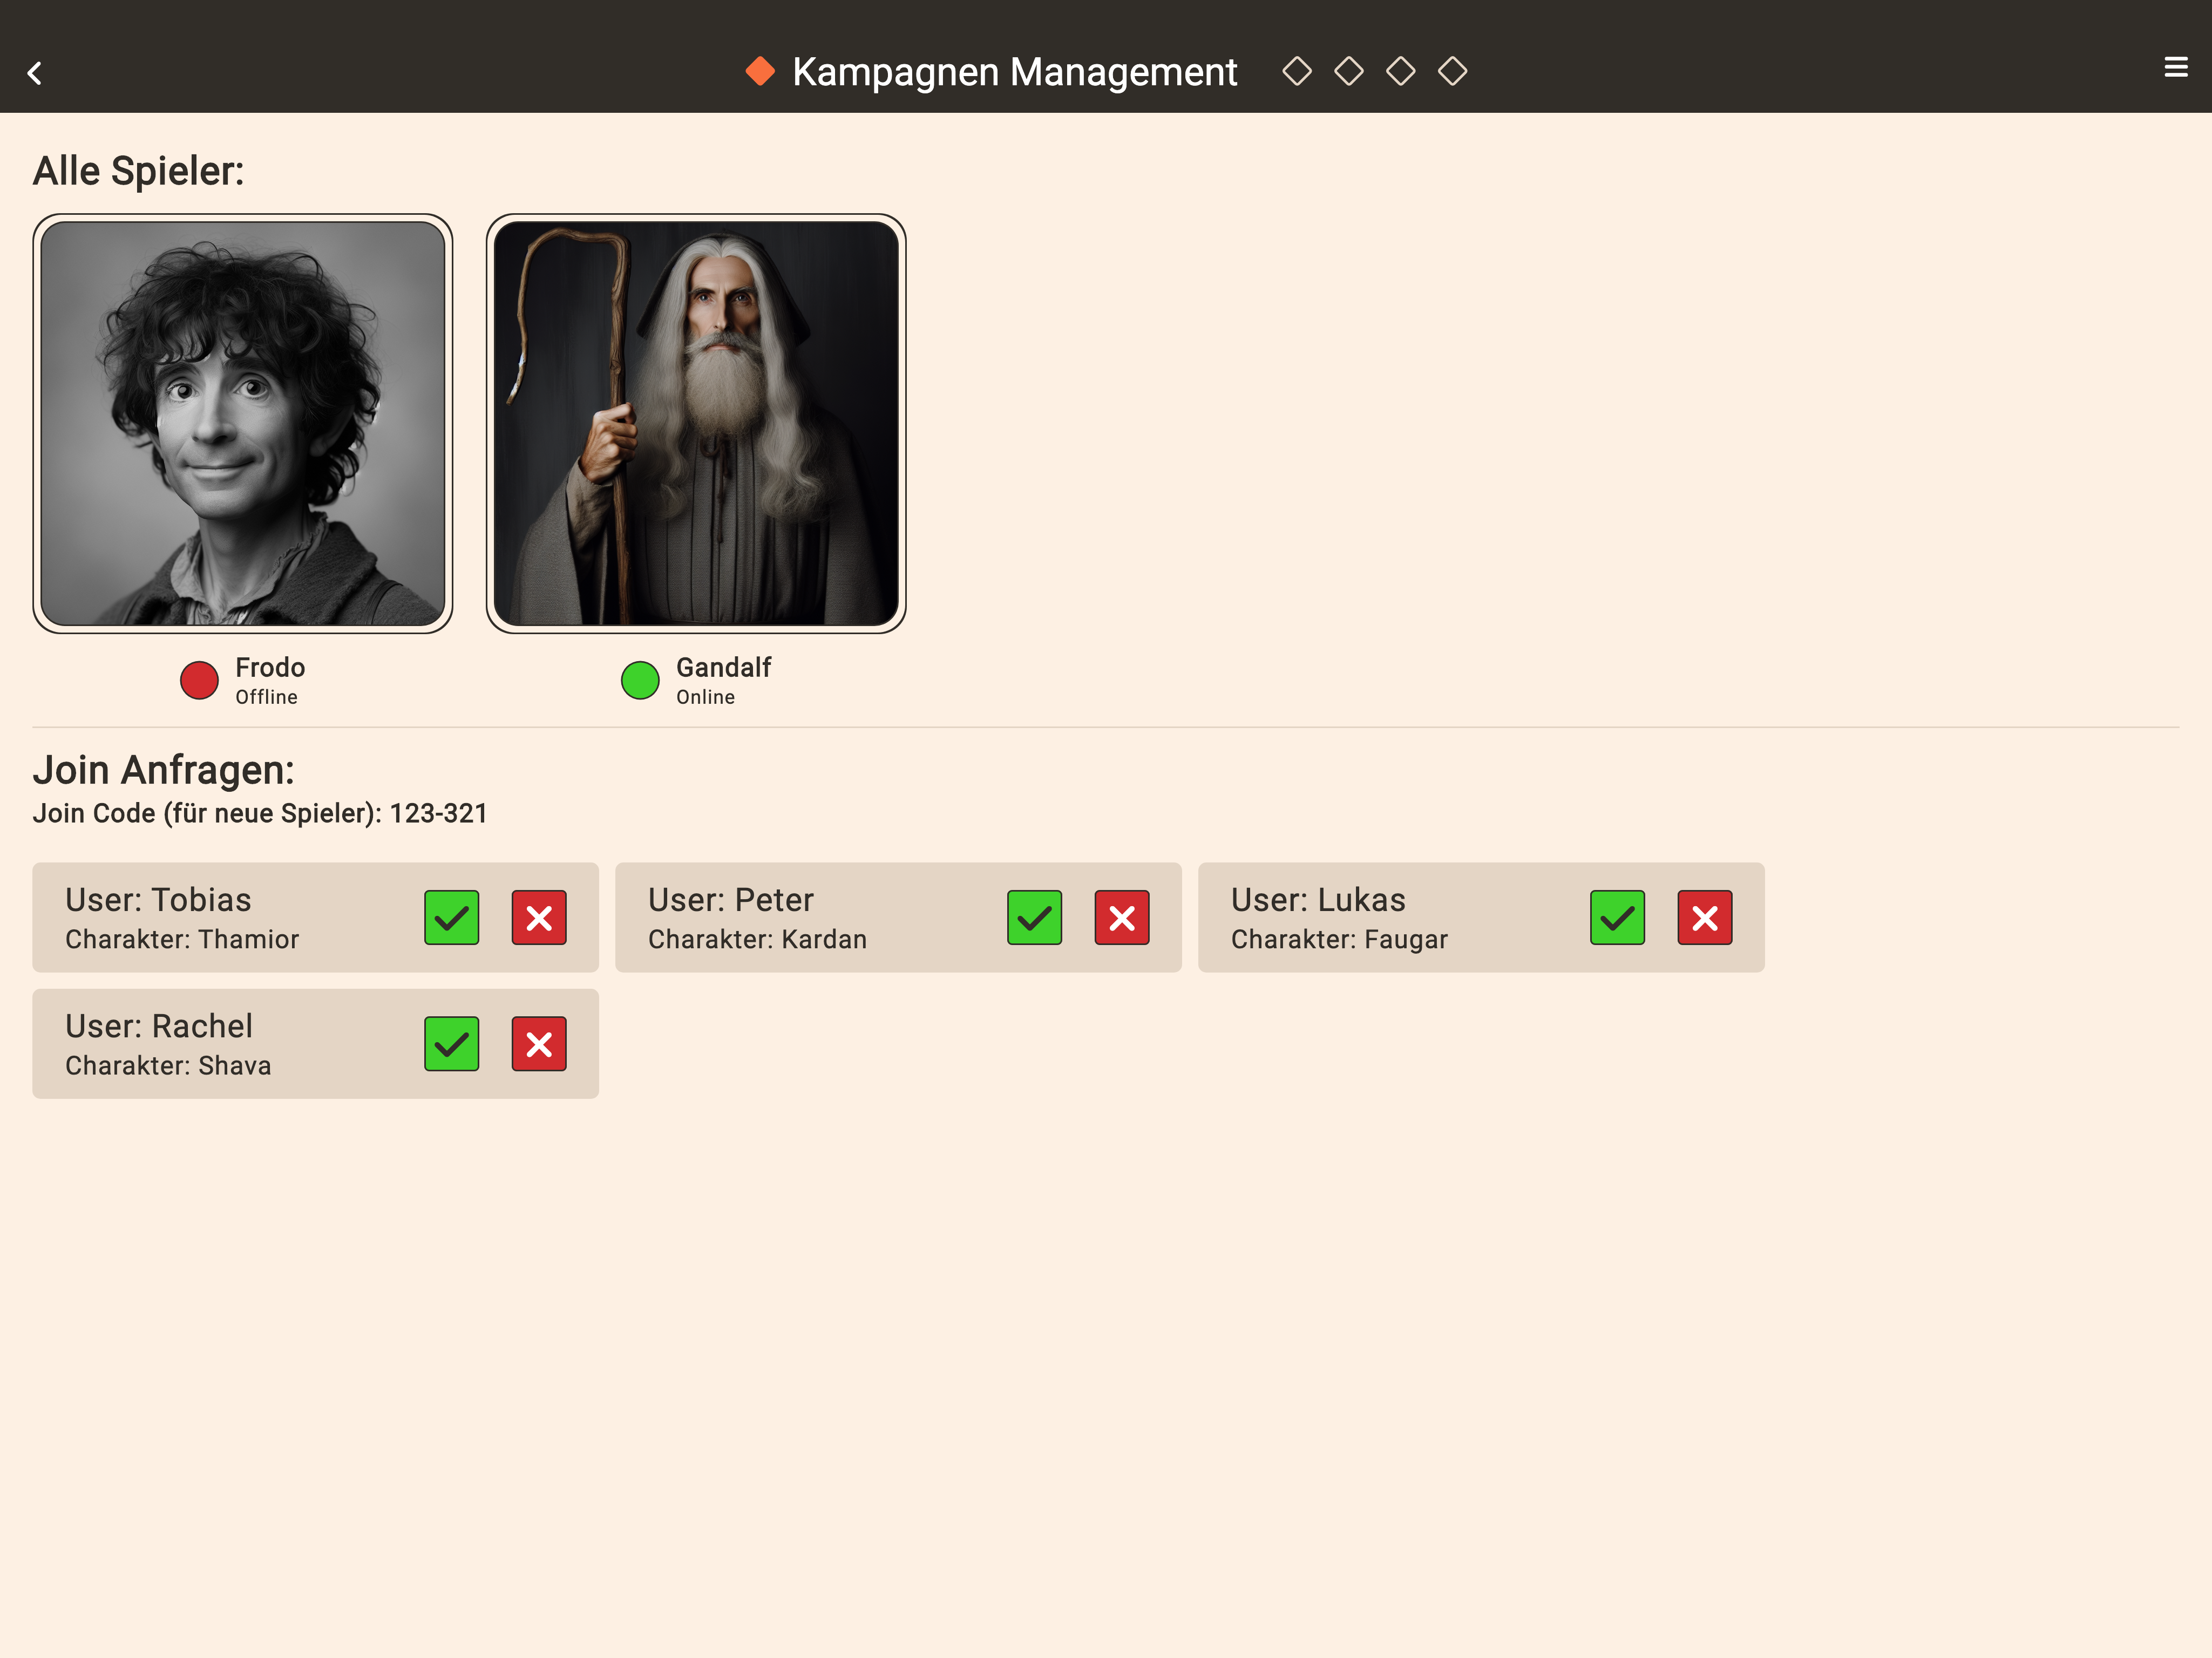 Kampagnen Management
Alle Spieler:
Frodo
Offline
Gandalf
Online
Join Anfragen:
Join Code (für neue Spieler): 123-321
User: Tobias
Charakter: Thamior
User: Peter
Charakter: Kardan
User: Lukas
Charakter: Faugar
User: Rachel
Charakter: Shava